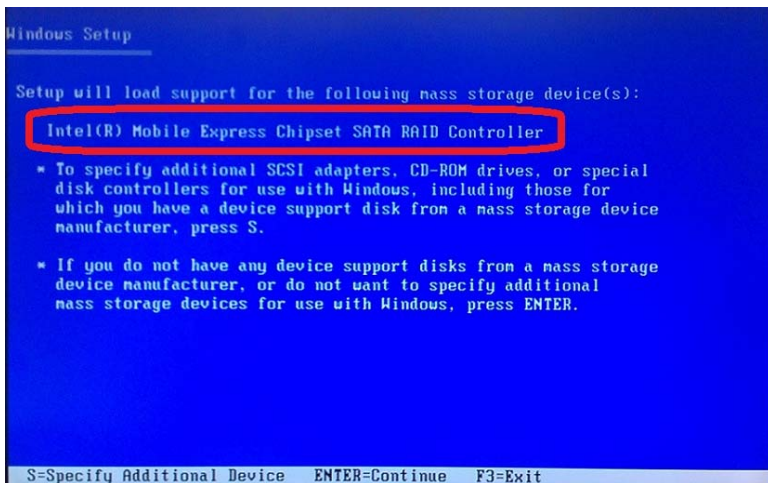 Windows Setup
Setup will load support for the following mass storage device(s):
Intel(R) Mobile Express Chipset SATA RAID Controller
* To specify additional SCSI adapters, CD-ROM drives, or special
disk controllers for use with Windows, including those for
which you have a device support disk from a mass storage device
manufacturer, press S.
* If you do not have any device support disks from a mass storage
device manufacturer, or do not want to specify additional
mass storage devices for use with Windows, press ENTER.
S=Specify Additional Device ENTER=Continue F3=Exit